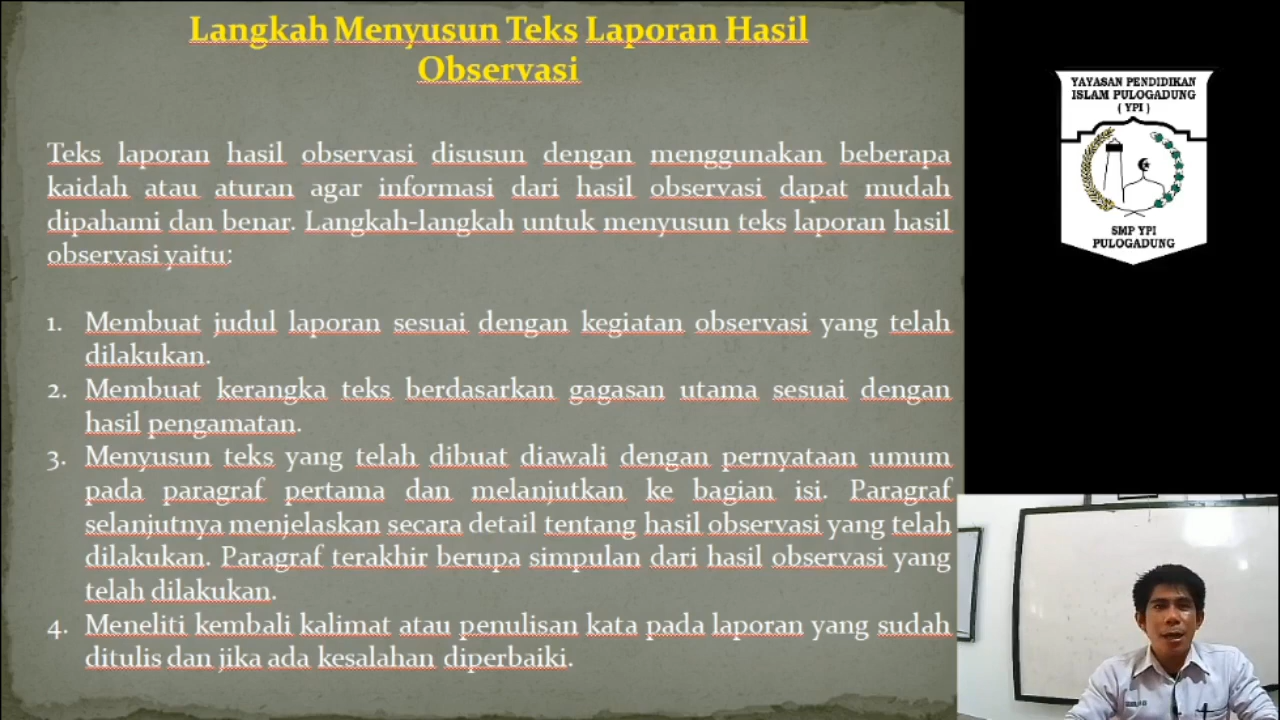 Langkah Menyusun Teks Laporan Hasil
Observasi
Teks laporan hasil observasi disusun dengan menggunakan beberapa
kaidah atau aturan agar informasi dari hasil observasi dapat mudah
dipahami dan benar. Langkah-langkah untuk menyusun teks laporan hasil
observasi yaitu:
1. Membuat judul laporan sesuai dengan kegiatan observasi yang telah
dilakukan.
2. Membuat kerangka teks berdasarkan gagasan utama sesuai dengan
hasil pengamatan.
3. Menyusun teks yang telah dibuat diawali dengan pernyataan umum
pada paragraf pertama dan melanjutkan ke bagian isi. Paragraf
selanjutnya menjelaskan secara detail tentang hasil observasi yang telah
dilakukan. Paragraf terakhir berupa simpulan dari hasil observasi yang
telah dilakukan.
4. Meneliti kembali kalimat atau penulisan kata pada laporan yang sudah
ditulis dan jika ada kesalahan diperbaiki.
YAYASAN PENDIDIKAN
ISLAM PULOGADUNG
( YPI )
SMP YPI
PULOGADUNG